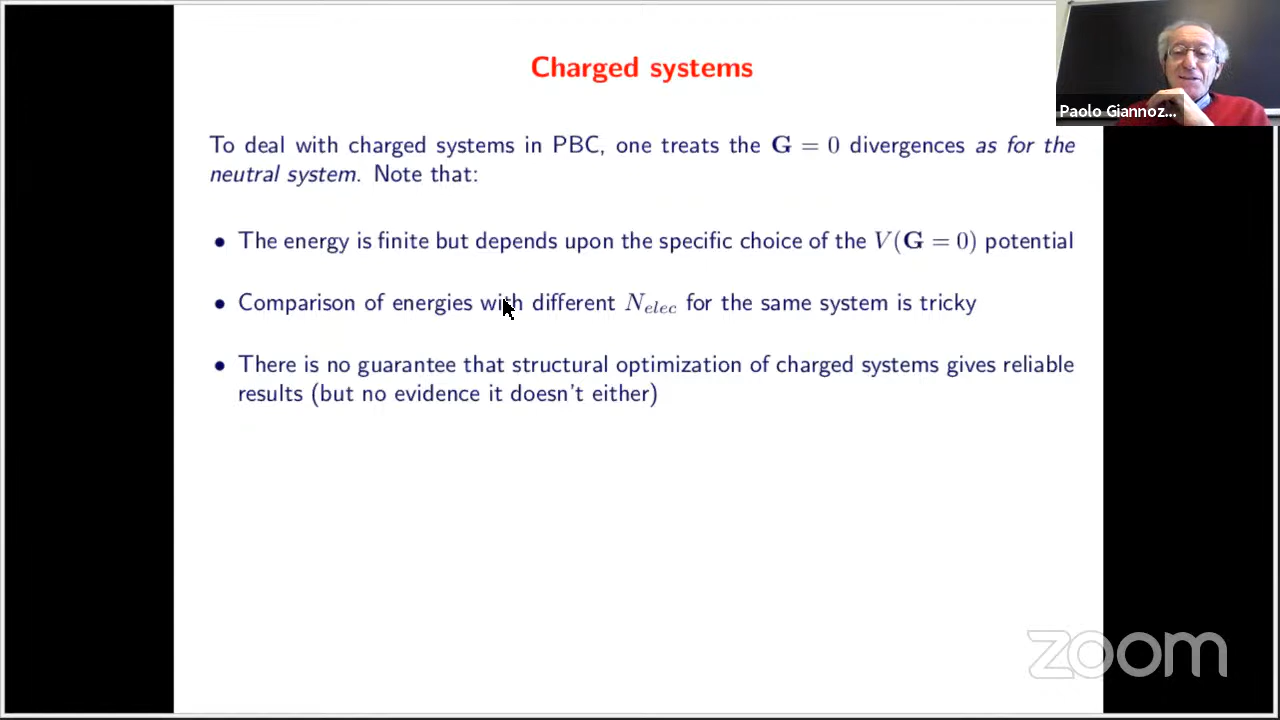 Charged systems
Paolo Giannoz...
To deal with charged systems in PBC, one treats the G = 0 divergences as for the
neutral system. Note that:
• The energy is finite but depends upon the specific choice of the V(G = 0) potential
• Comparison of energies with different Nelec for the same system is tricky
• There is no guarantee that structural optimization of charged systems gives reliable
results (but no evidence it doesn't either)
zoom